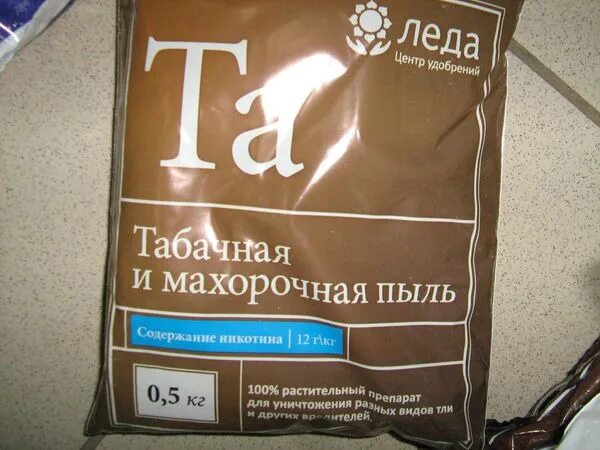 Та
леда
Центр удобрений
Табачная
и махорочная пыль
Содержание никотина | 12 г\кг
0,5 кг
100% растительный препарат
для уничтожения разных видов тли
и других вредителей